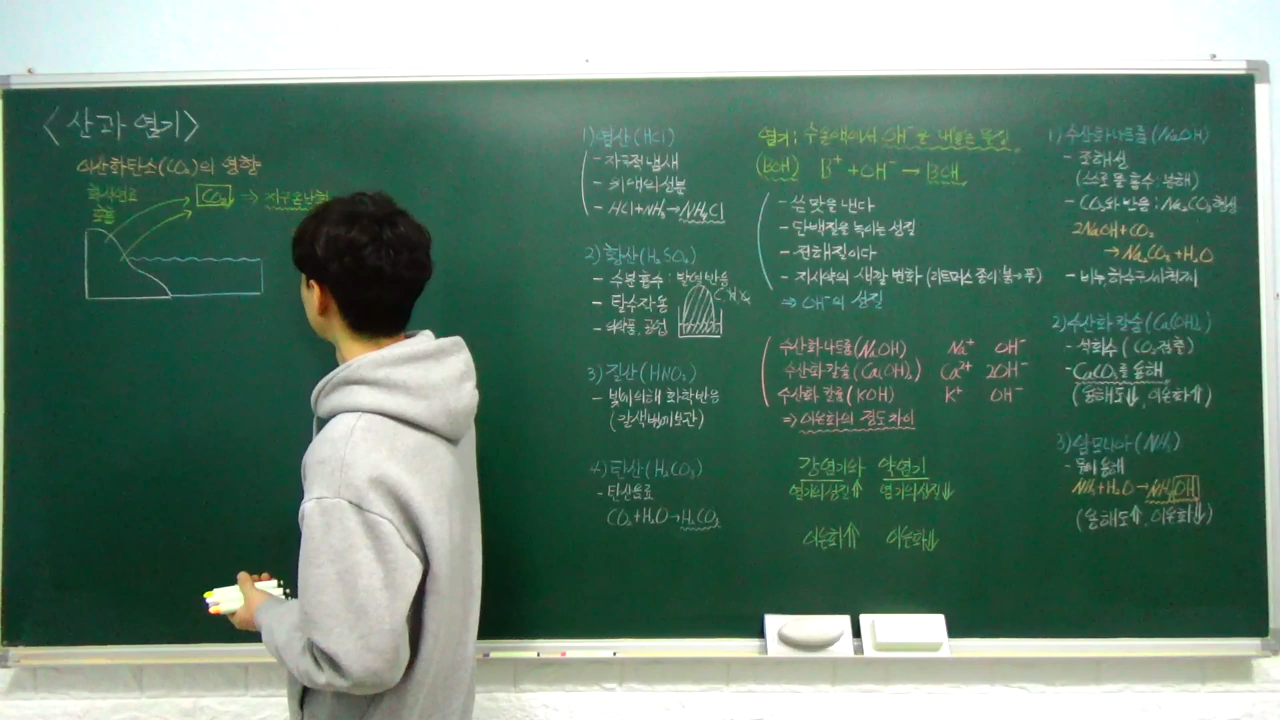 <산과 염기>
이산화탄소(CO₂)의 영향
화석연료
CO₂ ⇒ 지구온난화
1) 염산(HCl)
- 자극적 냄새
- 위액의 성분
- HCl+NH₃→NH₄Cl
2) 황산(H₂SO₄)
- 수분흡수 : 발열반응
- 탈수작용
- 의약품, 공업
3) 질산(HNO₃)
- 빛에 의해 화학반응
(갈색병에 보관)
4) 탄산(H₂CO₃)
- 탄산음료
CO₂+H₂O→H₂CO₃
염기 : 수용액에서 OH⁻을 내놓는 물질
(BOH) B⁺ + OH⁻ → BOH
- 쓴 맛을 낸다
- 단백질을 녹이는 성질
- 전해질이다
- 지시약의 색깔 변화 (리트머스 종이:붉→푸)
⇒ OH⁻의 성질
수산화나트륨(NaOH) Na⁺ OH⁻
수산화 칼슘(Ca(OH)₂) Ca²⁺ 2OH⁻
수산화 칼륨(KOH) K⁺ OH⁻
⇒ 이온화의 정도 차이
강염기와 약염기
염기의성질⇑ 염기의성질⇓
이온화⇑ 이온화⇓
1) 수산화나트륨(NaOH)
- 조해성
(스스로 물 흡수 : 용해)
- CO₂와 반응 : Na₂CO₃ 형성
2NaOH+CO₂
→Na₂CO₃+H₂O
- 비누, 하수구 세척제
2) 수산화 칼슘(Ca(OH)₂)
- 석회수 (CO₂검출)
- CaCO₃를 용해
(용해도⇓, 이온화⇑)
3) 암모니아(NH₃)
- 물에 용해
NH₃+H₂O→NH₄OH
(용해도⇑, 이온화⇓)